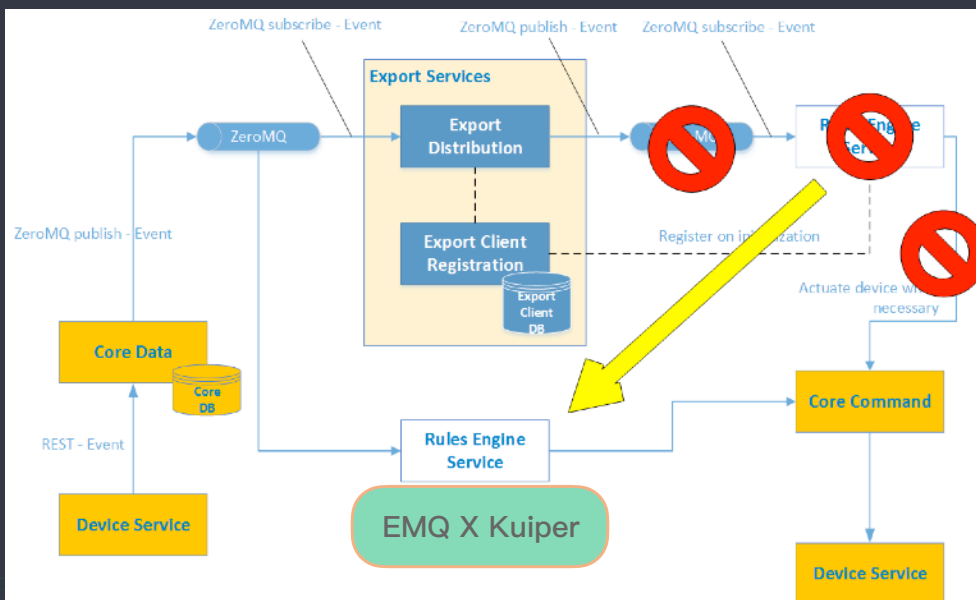 ZeroMQ subscribe - Event
ZeroMQ publish - Event
ZeroMQ subscribe - Event
Export Services
ZeroMQ
Export
Distribution
ZeroMQ publish - Event
Export Client
Registration
Register on
Export
Client
DB
Actuate device
necessary
Core Data
Core
DB
REST - Event
Rules Engine
Service
Core Command
EMQ X Kuiper
Device Service
Device Service